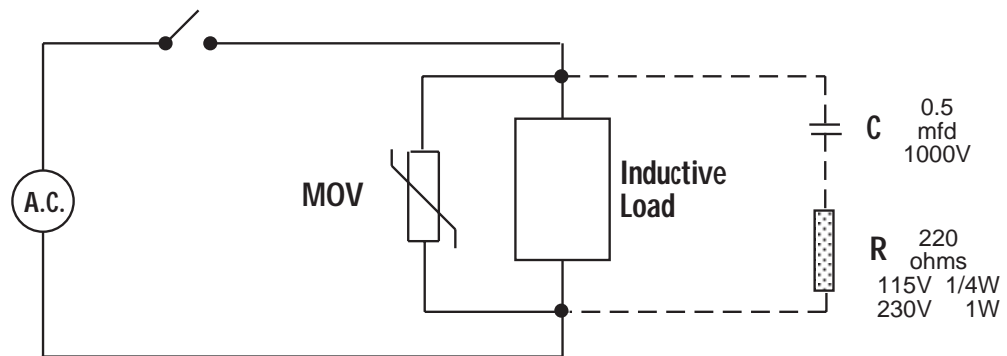 A.C.
MOV
Inductive
Load
C
0.5
mfd
1000V
R
220
ohms
115V 1/4W
230V 1W